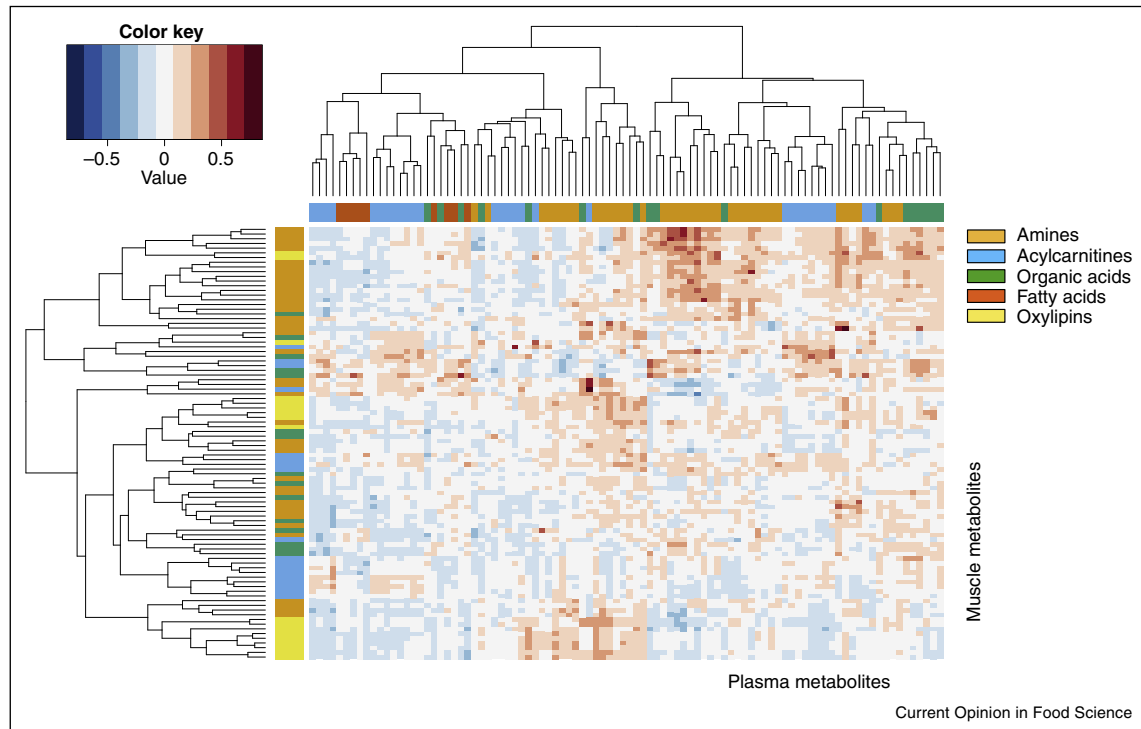 Color key
−0.5 0 0.5
Value
Amines
Acylcarnitines
Organic acids
Fatty acids
Oxylipins
Muscle metabolites
Plasma metabolites
Current Opinion in Food Science